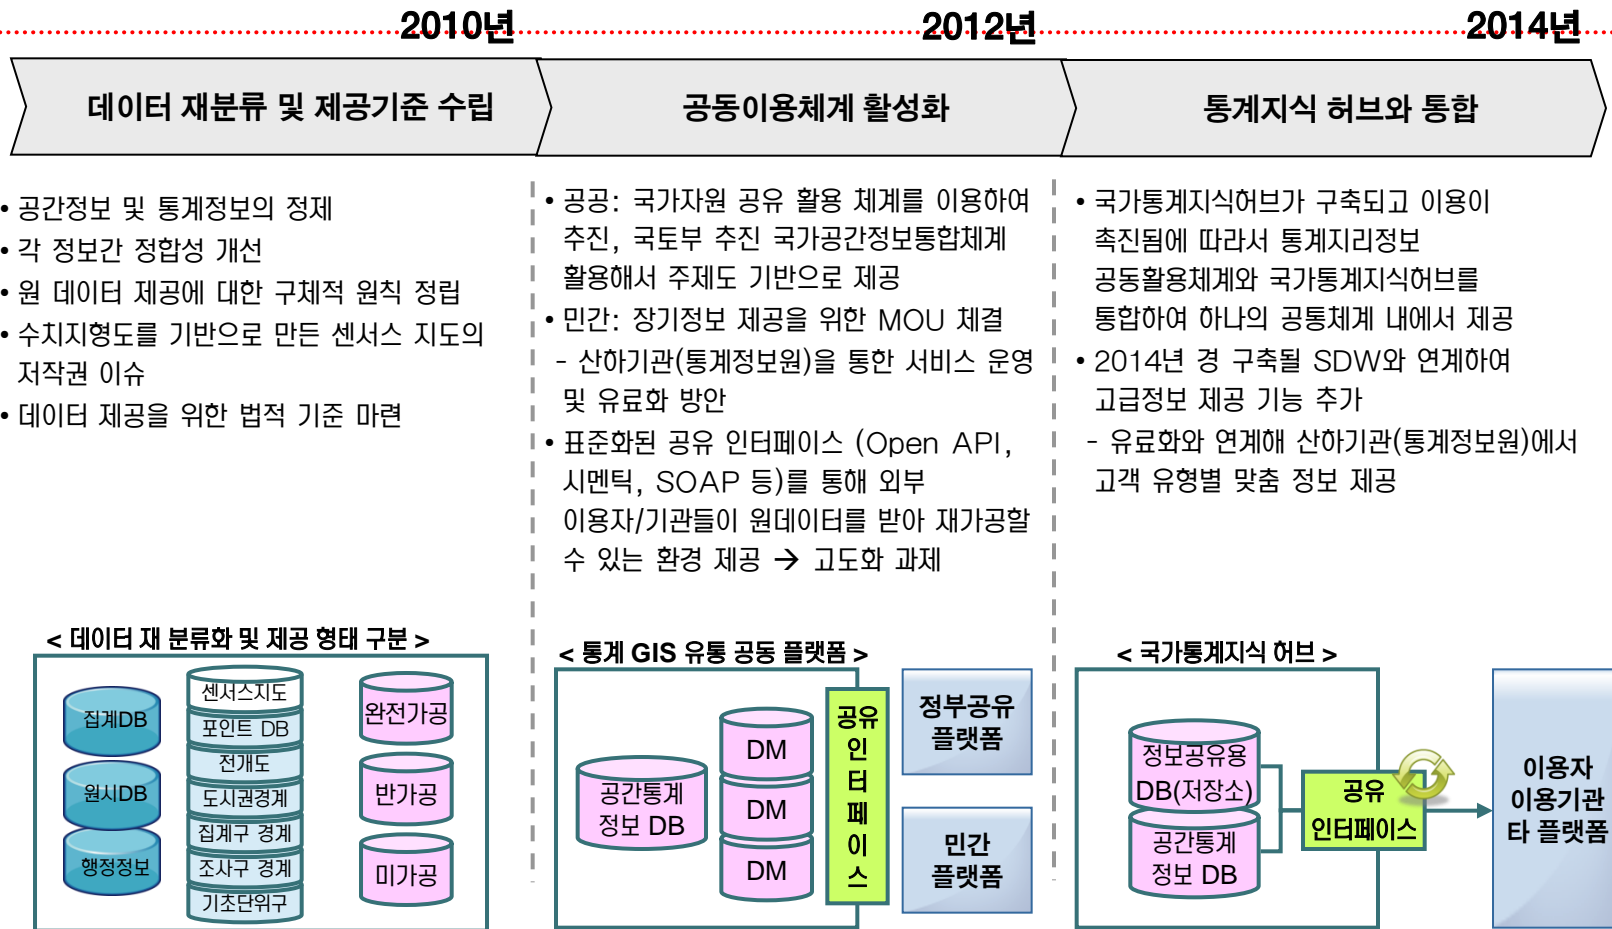 2010년
2012년
2014년
데이터 재분류 및 제공기준 수립
공동이용체계 활성화
통계지식 허브와 통합
• 공간정보 및 통계정보의 정제
• 각 정보간 정합성 개선
• 원 데이터 제공에 대한 구체적 원칙 정립
• 수치지형도를 기반으로 만든 센서스 지도의
저작권 이슈
• 데이터 제공을 위한 법적 기준 마련
• 공공: 국가자원 공유 활용 체계를 이용하여
추진, 국토부 추진 국가공간정보통합체계
활용해서 주제도 기반으로 제공
• 민간: 장기정보 제공을 위한 MOU 체결
- 산하기관(통계정보원)을 통한 서비스 운영
및 유료화 방안
• 표준화된 공유 인터페이스 (Open API,
시멘틱, SOAP 등)를 통해 외부
이용자/기관들이 원데이터를 받아 재가공할
수 있는 환경 제공 → 고도화 과제
• 국가통계지식허브가 구축되고 이용이
촉진됨에 따라서 통계지리정보
공동활용체계와 국가통계지식허브를
통합하여 하나의 공통체계 내에서 제공
• 2014년 경 구축될 SDW와 연계하여
고급정보 제공 기능 추가
- 유료화와 연계해 산하기관(통계정보원)에서
고객 유형별 맞춤 정보 제공
< 데이터 재 분류화 및 제공 형태 구분 >
집계DB
원시DB
행정정보
센서스지도
포인트 DB
전개도
도시권경계
집계구 경계
조사구 경계
기초단위구
완전가공
반가공
미가공
< 통계 GIS 유통 공동 플랫폼 >
공간통계
정보 DB
DM
DM
DM
공유
인
터
페
이
스
정부공유
플랫폼
민간
플랫폼
< 국가통계지식 허브 >
정보공유용
DB(저장소)
공간통계
정보 DB
공유
인터페이스
이용자
이용기관
타 플랫폼